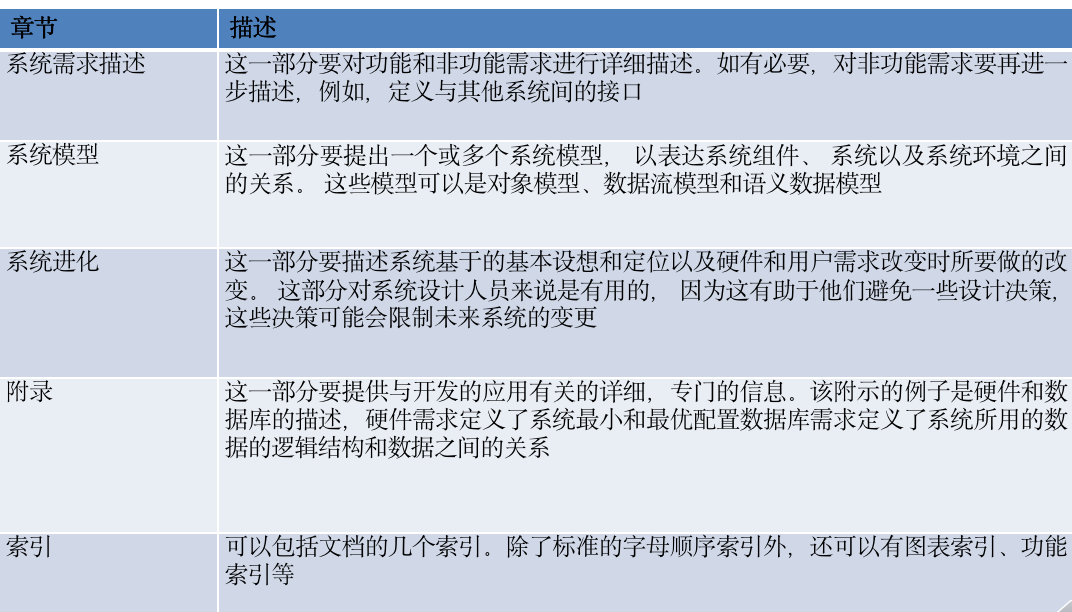 章节
描述
系统需求描述
这一部分要对功能和非功能需求进行详细描述。如有必要，对非功能需求要再进一
步描述，例如，定义与其他系统间的接口
系统模型
这一部分要提出一个或多个系统模型， 以表达系统组件、 系统以及系统环境之间
的关系。 这些模型可以是对象模型、数据流模型和语义数据模型
系统进化
这一部分要描述系统基于的基本设想和定位以及硬件和用户需求改变时所要做的改
变。 这部分对系统设计人员来说是有用的， 因为这有助于他们避免一些设计决策，
这些决策可能会限制未来系统的变更
附录
这一部分要提供与开发的应用有关的详细，专门的信息。该附示的例子是硬件和数
据库的描述，硬件需求定义了系统最小和最优配置数据库需求定义了系统所用的数
据的逻辑结构和数据之间的关系
索引
可以包括文档的几个索引。除了标准的字母顺序索引外，还可以有图表索引、功能
索引等